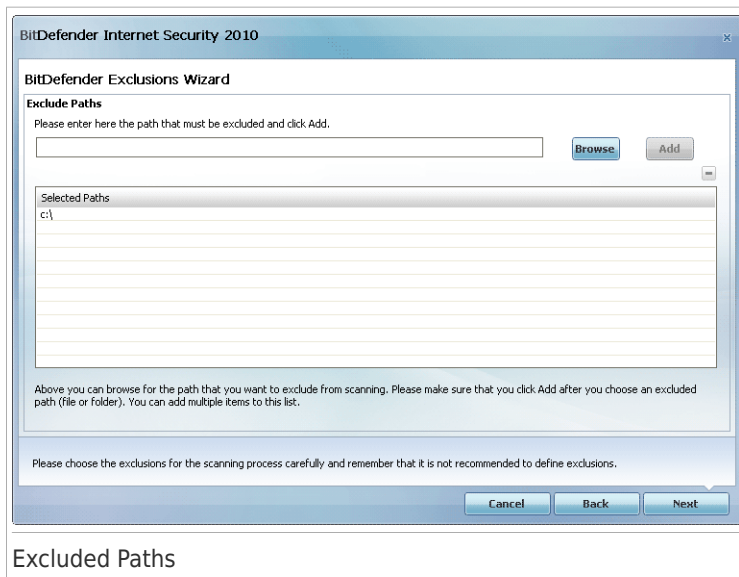 BitDefender Internet Security 2010
x
BitDefender Exclusions Wizard
Exclude Paths
Please enter here the path that must be excluded and click Add.
Browse
Add
Selected Paths
c:\
Above you can browse for the path that you want to exclude from scanning. Please make sure that you click Add after you choose an excluded
path (file or folder). You can add multiple items to this list.
Please choose the exclusions for the scanning process carefully and remember that it is not recommended to define exclusions.
Cancel
Back
Next
Excluded Paths